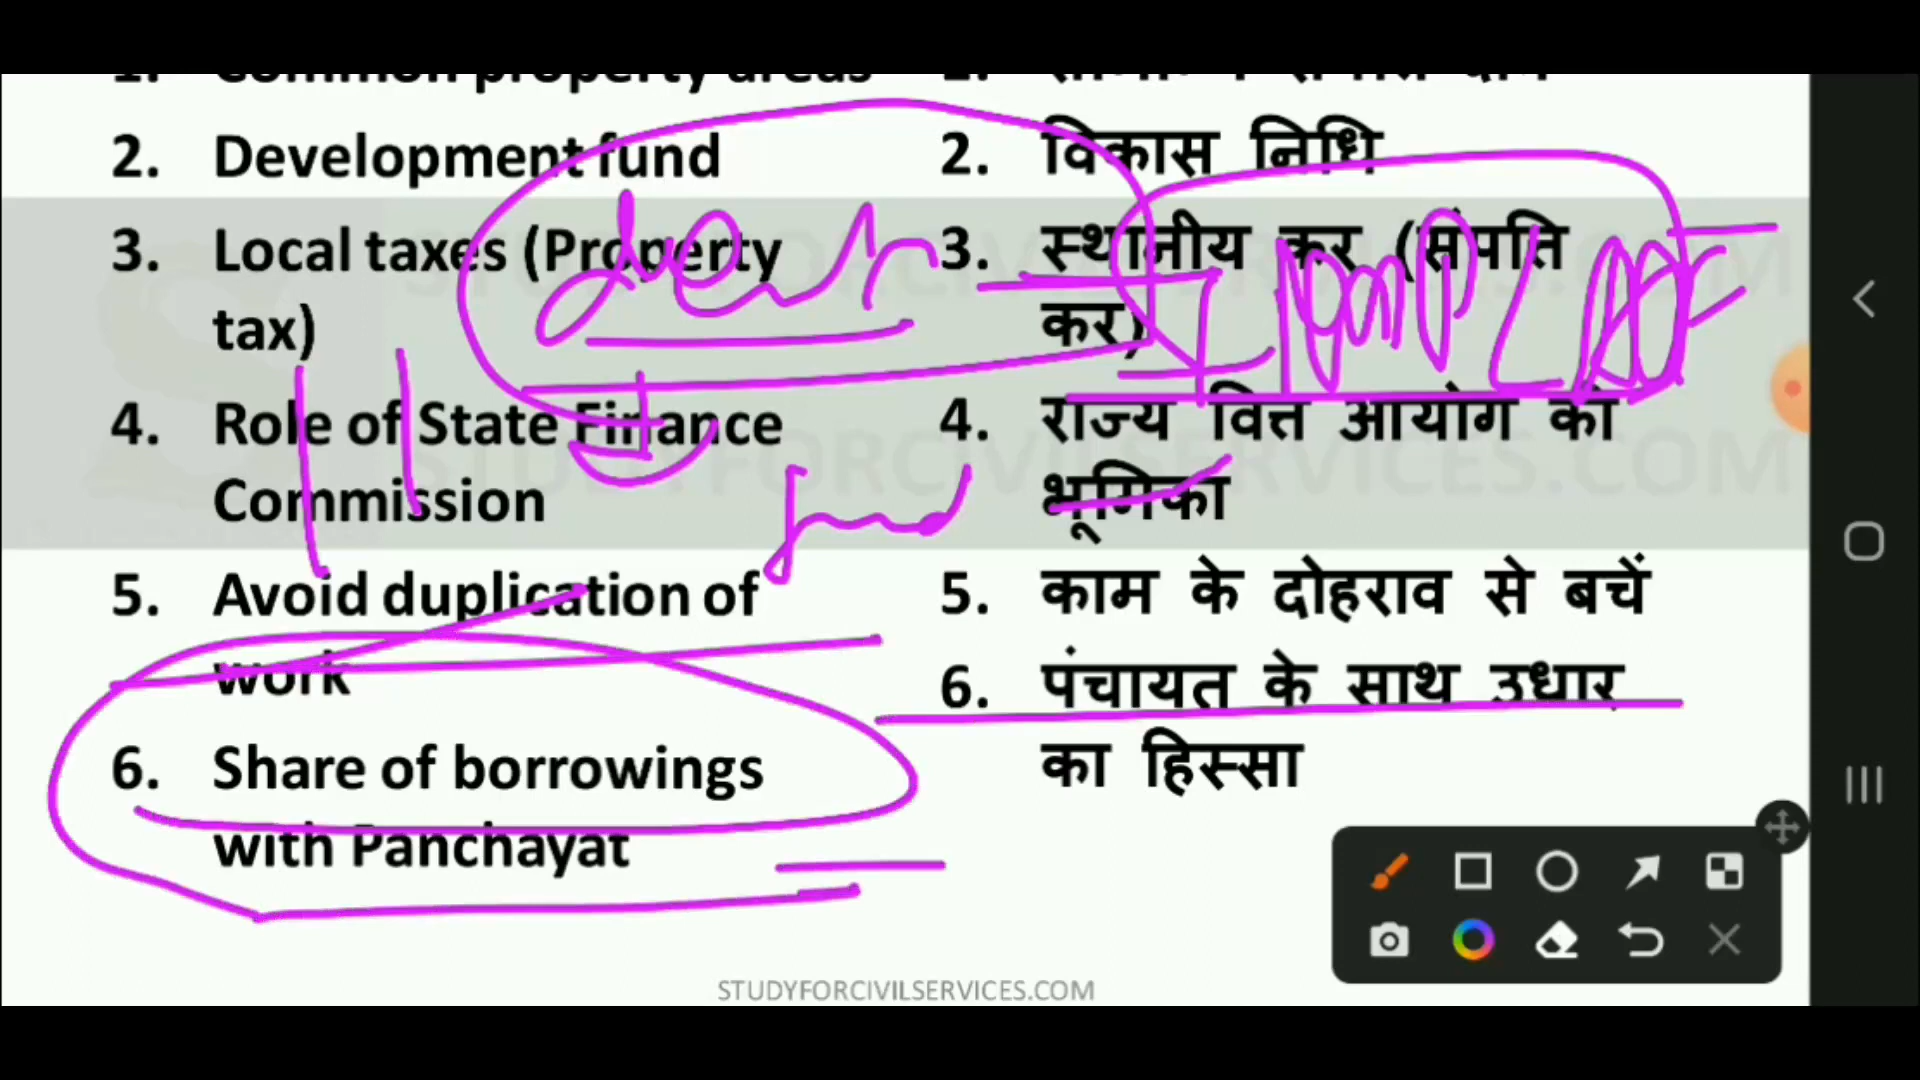 2. Development fund
3. Local taxes (Property
tax)
4. Role of State Finance
Commission
5. Avoid duplication of
work
6. Share of borrowings
with Panchayat
2. विकास निधि
3. स्थानीय कर (संपति
कर)
4. राज्य वित्त आयोग की
भूमिका
5. काम के दोहराव से बचें
6. पंचायत के साथ उधार
का हिस्सा
STUDYFORCIVILSERVICES.COM